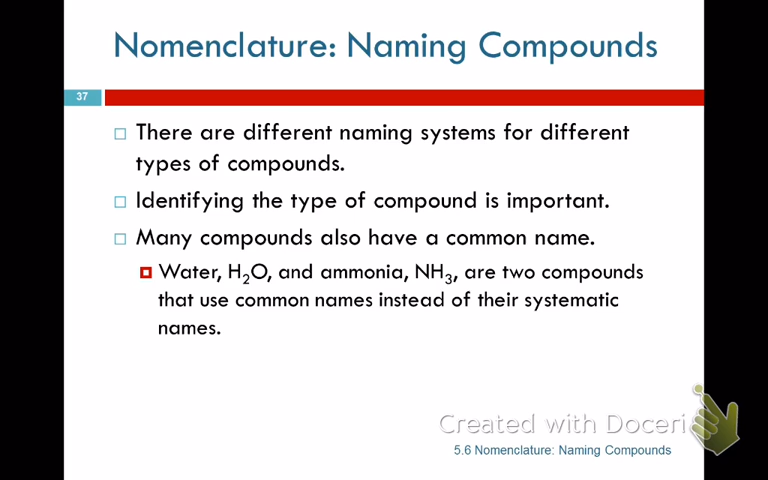 Nomenclature: Naming Compounds
37
There are different naming systems for different
types of compounds.
Identifying the type of compound is important.
Many compounds also have a common name.
Water, H₂O, and ammonia, NH₃, are two compounds
that use common names instead of their systematic
names.
Created with Doceri
5.6 Nomenclature: Naming Compounds